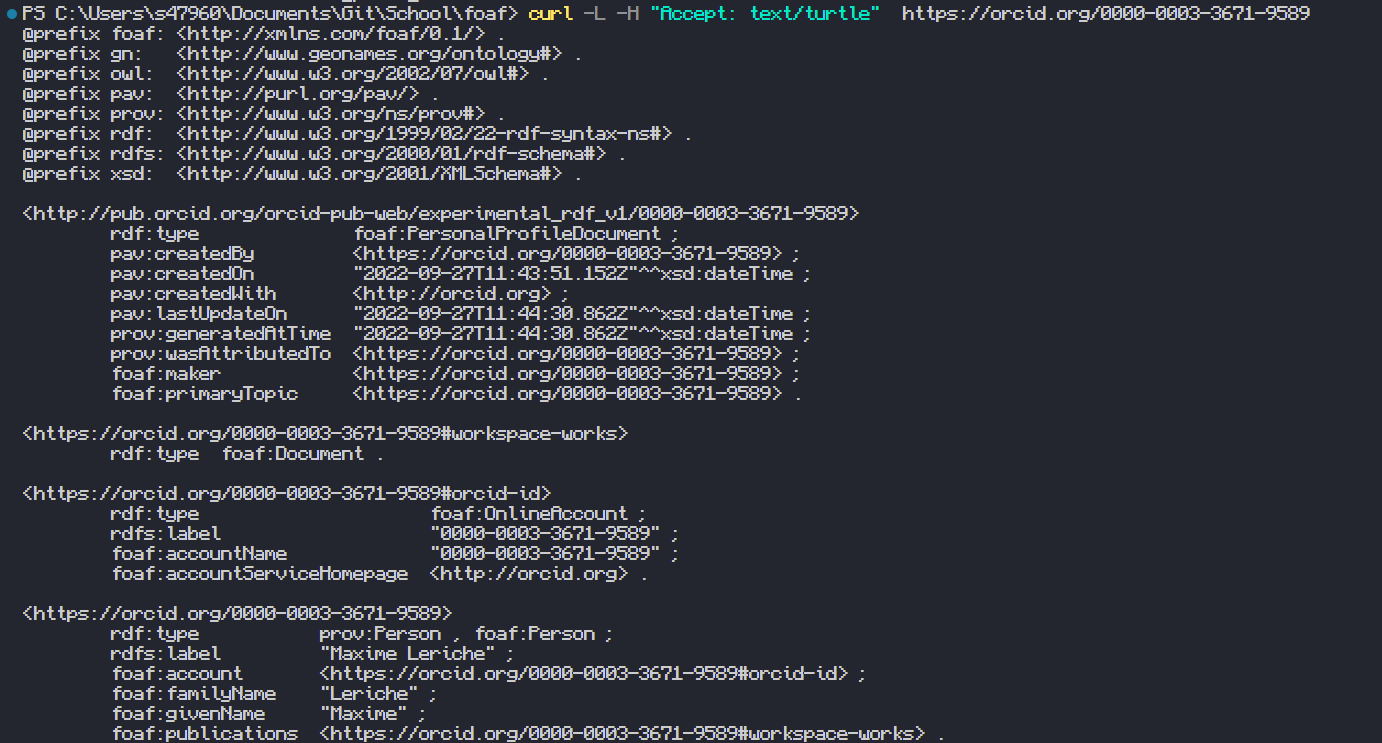 PS C:\Users\s47960\Documents\Git\School\foaf> curl -L -H "Accept: text/turtle"  https://orcid.org/0000-0003-3671-9589
@prefix foaf: <http://xmlns.com/foaf/0.1/> .
@prefix gn:   <http://www.geonames.org/ontology#> .
@prefix owl:  <http://www.w3.org/2002/07/owl#> .
@prefix pav:  <http://purl.org/pav/> .
@prefix prov: <http://www.w3.org/ns/prov#> .
@prefix rdf:  <http://www.w3.org/1999/02/22-rdf-syntax-ns#> .
@prefix rdfs: <http://www.w3.org/2000/01/rdf-schema#> .
@prefix xsd:  <http://www.w3.org/2001/XMLSchema#> .

<http://pub.orcid.org/orcid-pub-web/experimental_rdf_v1/0000-0003-3671-9589>
        rdf:type              foaf:PersonalProfileDocument ;
        pav:createdBy         <https://orcid.org/0000-0003-3671-9589> ;
        pav:createdOn         "2022-09-27T11:43:51.152Z"^^xsd:dateTime ;
        pav:createdWith       <http://orcid.org> ;
        pav:lastUpdateOn      "2022-09-27T11:44:30.862Z"^^xsd:dateTime ;
        prov:generatedAtTime  "2022-09-27T11:44:30.862Z"^^xsd:dateTime ;
        prov:wasAttributedTo  <https://orcid.org/0000-0003-3671-9589> ;
        foaf:maker            <https://orcid.org/0000-0003-3671-9589> ;
        foaf:primaryTopic     <https://orcid.org/0000-0003-3671-9589> .

<https://orcid.org/0000-0003-3671-9589#workspace-works>
        rdf:type  foaf:Document .

<https://orcid.org/0000-0003-3671-9589#orcid-id>
        rdf:type                     foaf:OnlineAccount ;
        rdfs:label                   "0000-0003-3671-9589" ;
        foaf:accountName             "0000-0003-3671-9589" ;
        foaf:accountServiceHomepage  <http://orcid.org> .

<https://orcid.org/0000-0003-3671-9589>
        rdf:type           prov:Person , foaf:Person ;
        rdfs:label         "Maxime Leriche" ;
        foaf:account       <https://orcid.org/0000-0003-3671-9589#orcid-id> ;
        foaf:familyName    "Leriche" ;
        foaf:givenName     "Maxime" ;
        foaf:publications  <https://orcid.org/0000-0003-3671-9589#workspace-works> .